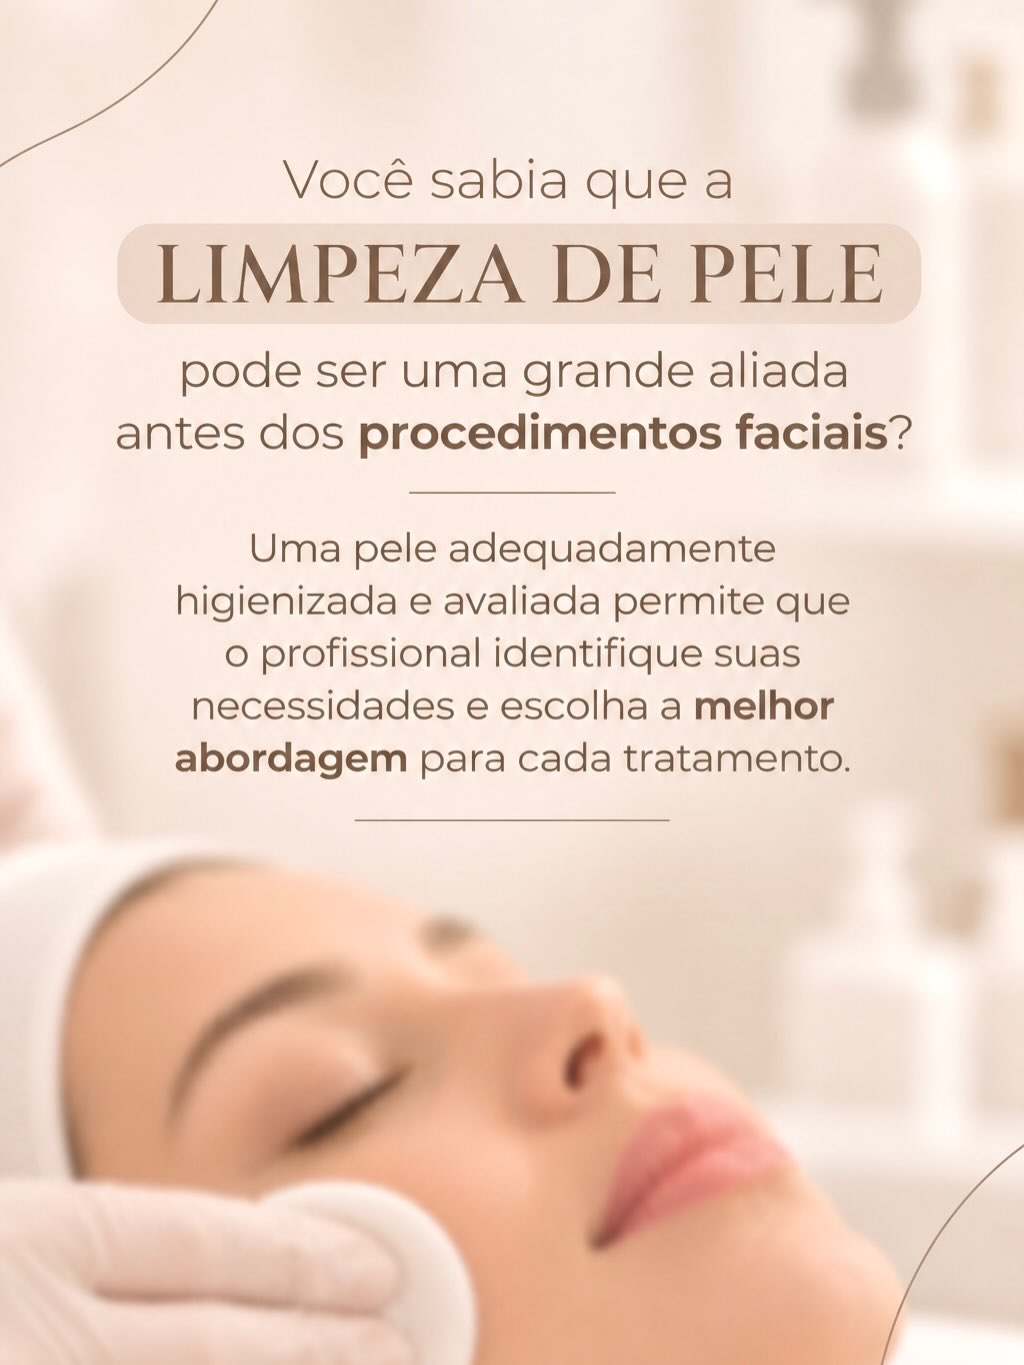 Você sabia que a
LIMPEZA DE PELE
pode ser uma grande aliada
antes dos procedimentos faciais?
Uma pele adequadamente
higienizada e avaliada permite que
o profissional identifique suas
necessidades e escolha a melhor
abordagem para cada tratamento.